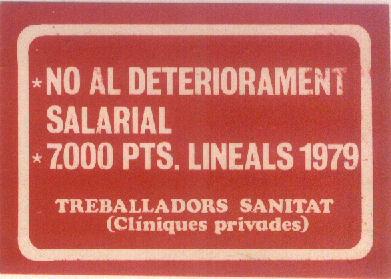 * NO AL DETERIORAMENT
SALARIAL
* 7.000 PTS. LINEALS 1979
TREBALLADORS SANITAT
(Clíniques privades)